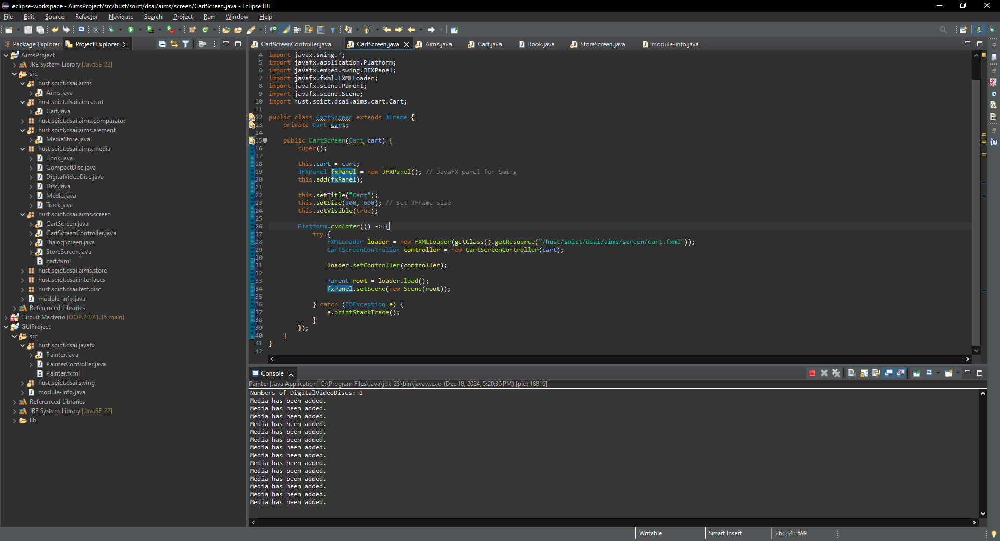 eclipse-workspace - AimsProject/src/hust/soict/dsai/aims/screen/CartScreen.java - Eclipse IDE
File Edit Source Refactor Navigate Search Project Run Window Help
Package Explorer Project Explorer
AimsProject
JRE System Library [JavaSE-22]
src
hust.soict.dsai.aims
Aims.java
hust.soict.dsai.aims.cart
Cart.java
hust.soict.dsai.aims.comparator
hust.soict.dsai.aims.element
MediaStore.java
hust.soict.dsai.aims.media
Book.java
CompactDisc.java
DigitalVideoDisc.java
Disc.java
Media.java
Track.java
hust.soict.dsai.aims.screen
CartScreen.java
CartScreenController.java
DialogScreen.java
StoreScreen.java
cart.fxml
hust.soict.dsai.aims.store
hust.soict.dsai.interfaces
hust.soict.dsai.test.disc
module-info.java
Referenced Libraries
Circuit Masterio [OOP.20241.15 main]
GUIProject
src
hust.soict.dsai.javafx
Painter.java
PainterController.java
Painter.fxml
hust.soict.dsai.swing
module-info.java
Referenced Libraries
JRE System Library [JavaSE-22]
lib
CartScreenController.java CartScreen.java Aims.java Cart.java Book.java StoreScreen.java module-info.java
4 import javax.swing.*;
5 import javafx.application.Platform;
6 import javafx.embed.swing.JFXPanel;
7 import javafx.fxml.FXMLLoader;
8 import javafx.scene.Parent;
9 import javafx.scene.Scene;
10 import hust.soict.dsai.aims.cart.Cart;
11
12 public class CartScreen extends JFrame {
13 private Cart cart;
14
15 public CartScreen(Cart cart) {
16 super();
17
18 this.cart = cart;
19 JFXPanel fxPanel = new JFXPanel(); // JavaFX panel for Swing
20 this.add(fxPanel);
21
22 this.setTitle("Cart");
23 this.setSize(800, 600); // Set JFrame size
24 this.setVisible(true);
25
26 Platform.runLater(() -> {
27 try {
28 FXMLLoader loader = new FXMLLoader(getClass().getResource("/hust/soict/dsai/aims/screen/cart.fxml"));
29 CartScreenController controller = new CartScreenController(cart);
30
31 loader.setController(controller);
32
33 Parent root = loader.load();
34 fxPanel.setScene(new Scene(root));
35
36 } catch (IOException e) {
37 e.printStackTrace();
38 }
39 });
40 }
41 }
42
Console
Painter [Java Application] C:\Program Files\Java\jdk-23\bin\javaw.exe (Dec 18, 2024, 5:20:36 PM) [pid: 18816]
Numbers of DigitalVideoDiscs: 1
Media has been added.
Media has been added.
Media has been added.
Media has been added.
Media has been added.
Media has been added.
Media has been added.
Media has been added.
Media has been added.
Media has been added.
Media has been added.
Media has been added.
Media has been added.
Media has been added.
Writable Smart Insert 26 : 34 : 699